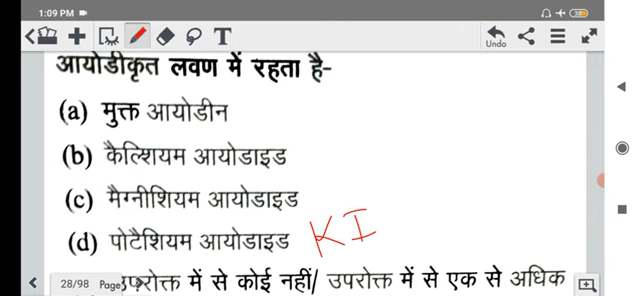 1:09 PM
Undo
आयोडीकृत लवण में रहता है-
(a) मुक्त आयोडीन
(b) कैल्शियम आयोडाइड
(c) मैग्नीशियम आयोडाइड
(d) पोटैशियम आयोडाइड KI
28/98 उपरोक्त में से कोई नहीं/ उपरोक्त में से एक से अधिक